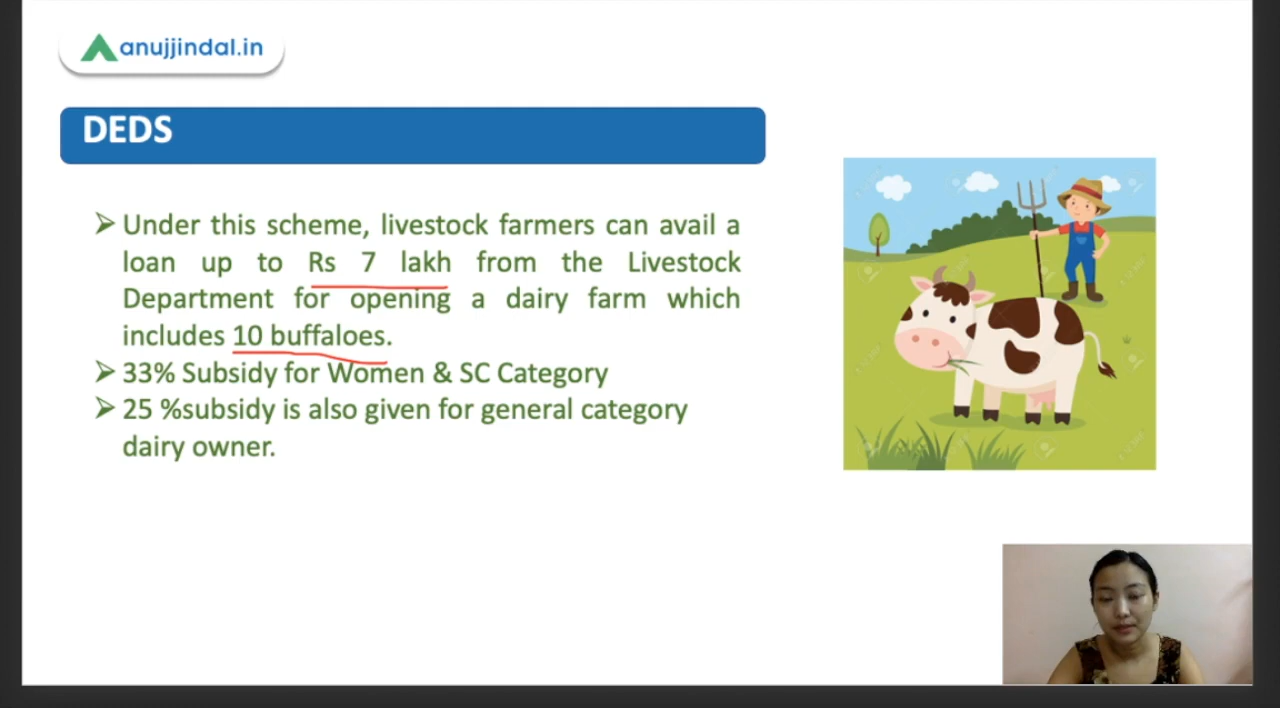 anujjindal.in
DEDS
Under this scheme, livestock farmers can avail a
loan up to Rs 7 lakh from the Livestock
Department for opening a dairy farm which
includes 10 buffaloes.
33% Subsidy for Women & SC Category
25 %subsidy is also given for general category
dairy owner.